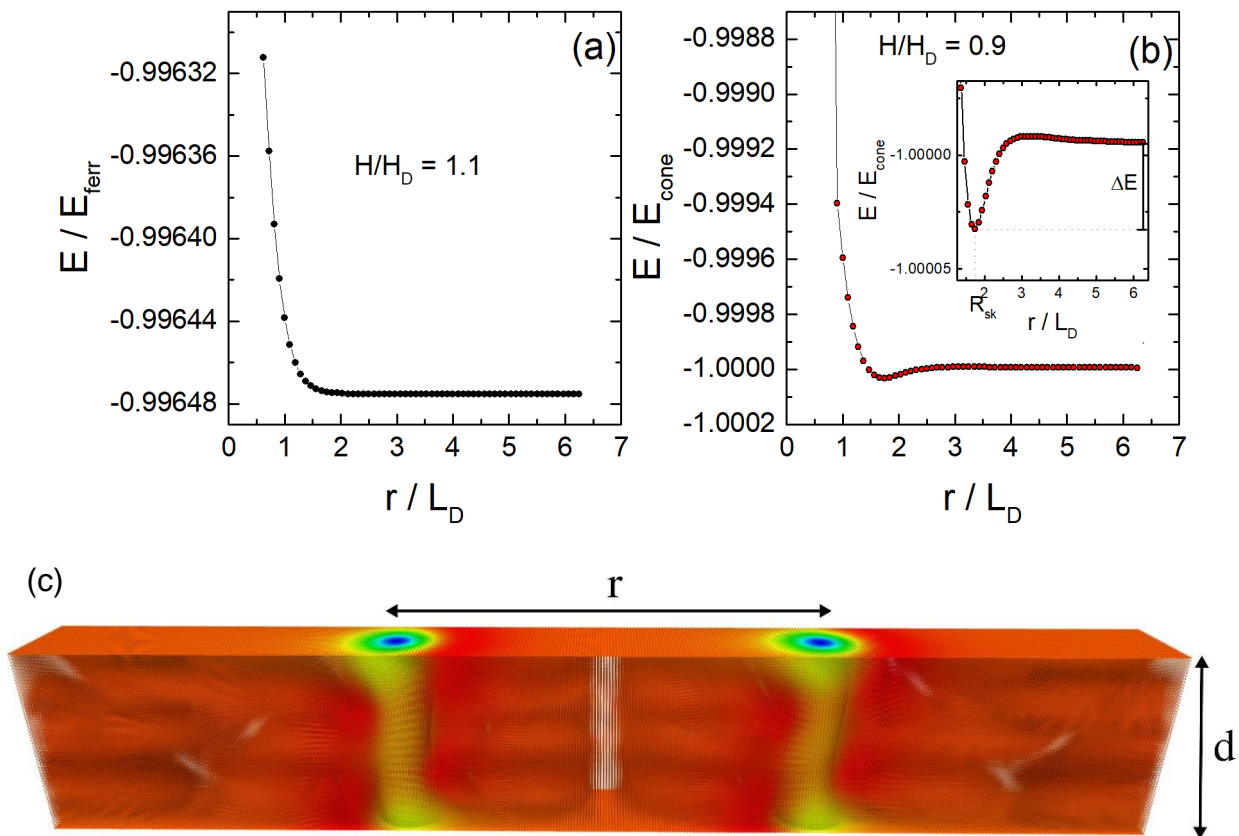 (a)
-0.99632
-0.99636
-0.99640
-0.99644
-0.99648
E / E_ferr
H/H_D = 1.1
0 1 2 3 4 5 6 7
r / L_D
(b)
H/H_D = 0.9
-0.9988
-0.9990
-0.9992
-0.9994
-0.9996
-0.9998
-1.0000
-1.0002
E / E_cone
0 1 2 3 4 5 6 7
r / L_D
-1.00000
-1.00005
E / E_cone
ΔE
2 3 4 5 6
R_sk
r / L_D
(c)
r
d